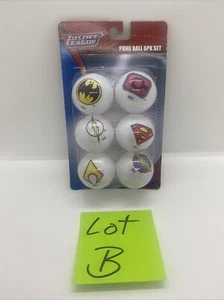 JUSTICE LEAGUE
PONG BALL 6PK SET
Lot
B